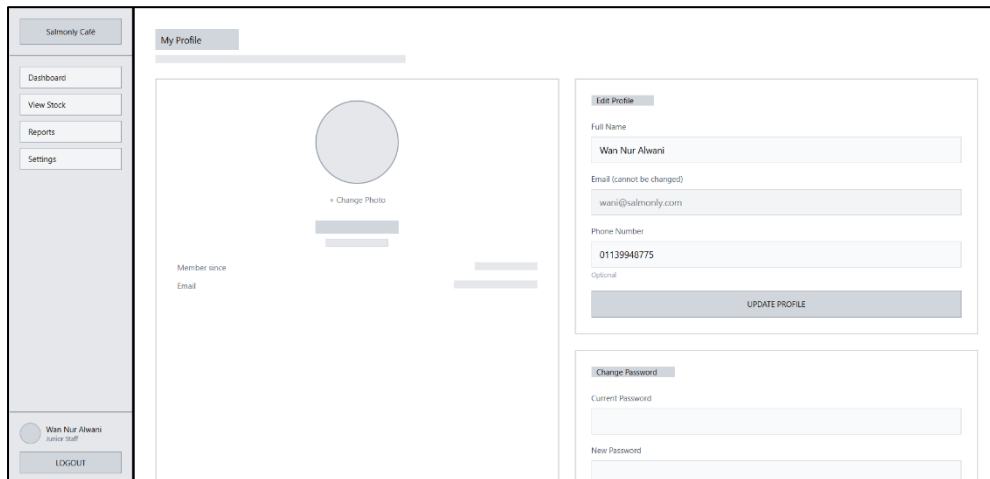 Salmonly Café
Dashboard
View Stock
Reports
Settings
Wan Nur Alwani
Junior Staff
LOGOUT
My Profile
+ Change Photo
Member since
Email
Edit Profile
Full Name
Wan Nur Alwani
Email (cannot be changed)
wani@salmonly.com
Phone Number
01139948775
Optional
UPDATE PROFILE
Change Password
Current Password
New Password